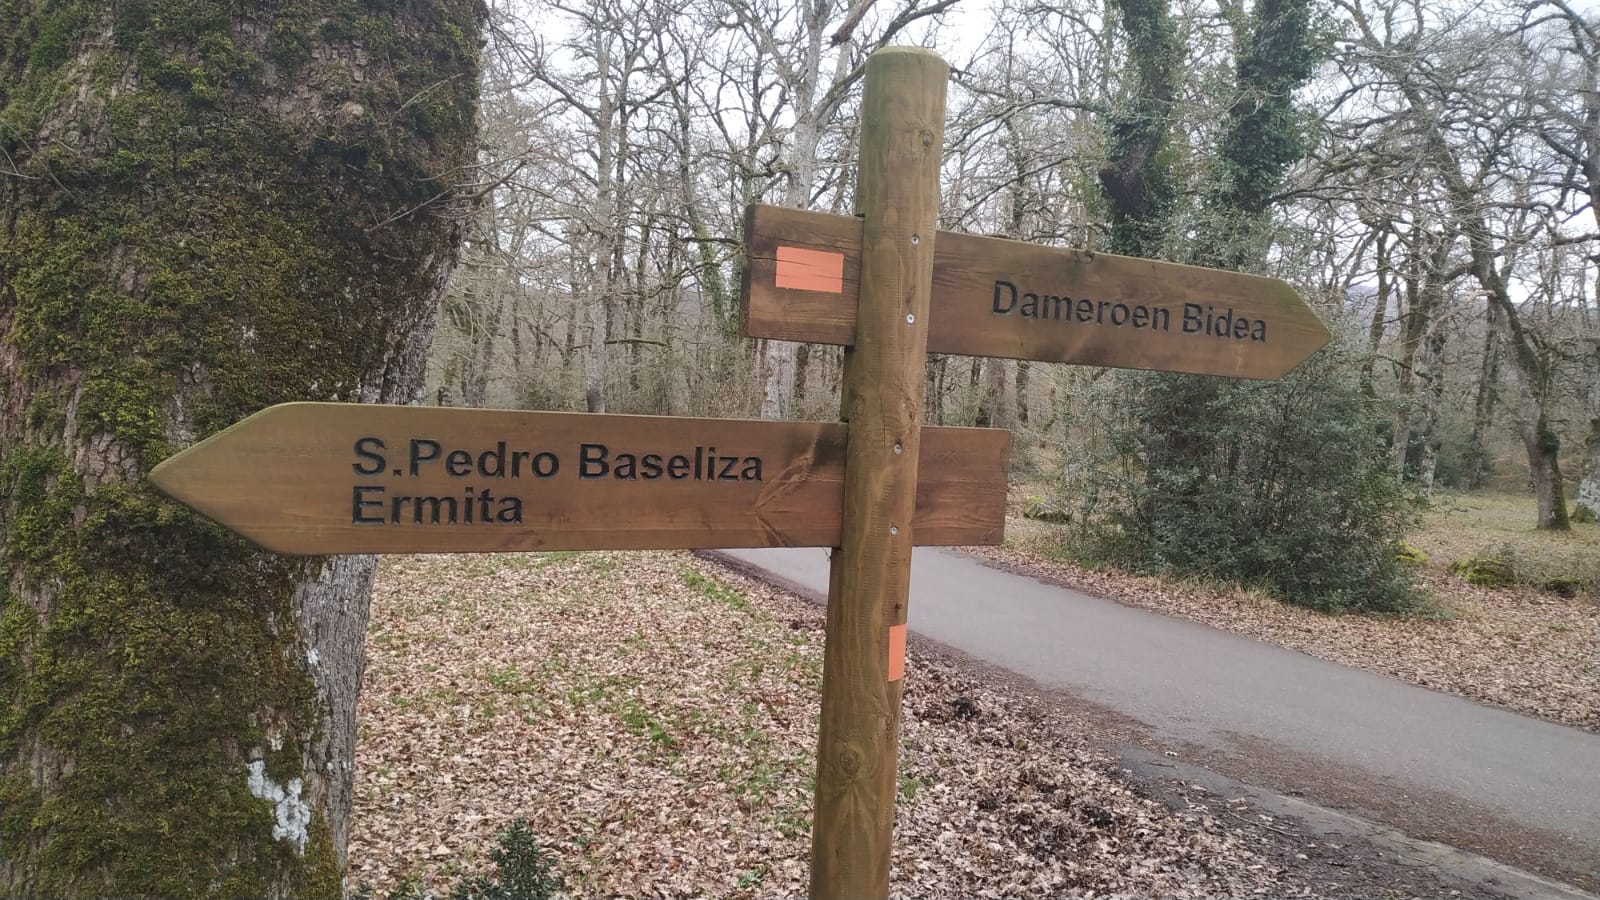 Dameroen Bidea
S.Pedro Baseliza
Ermita